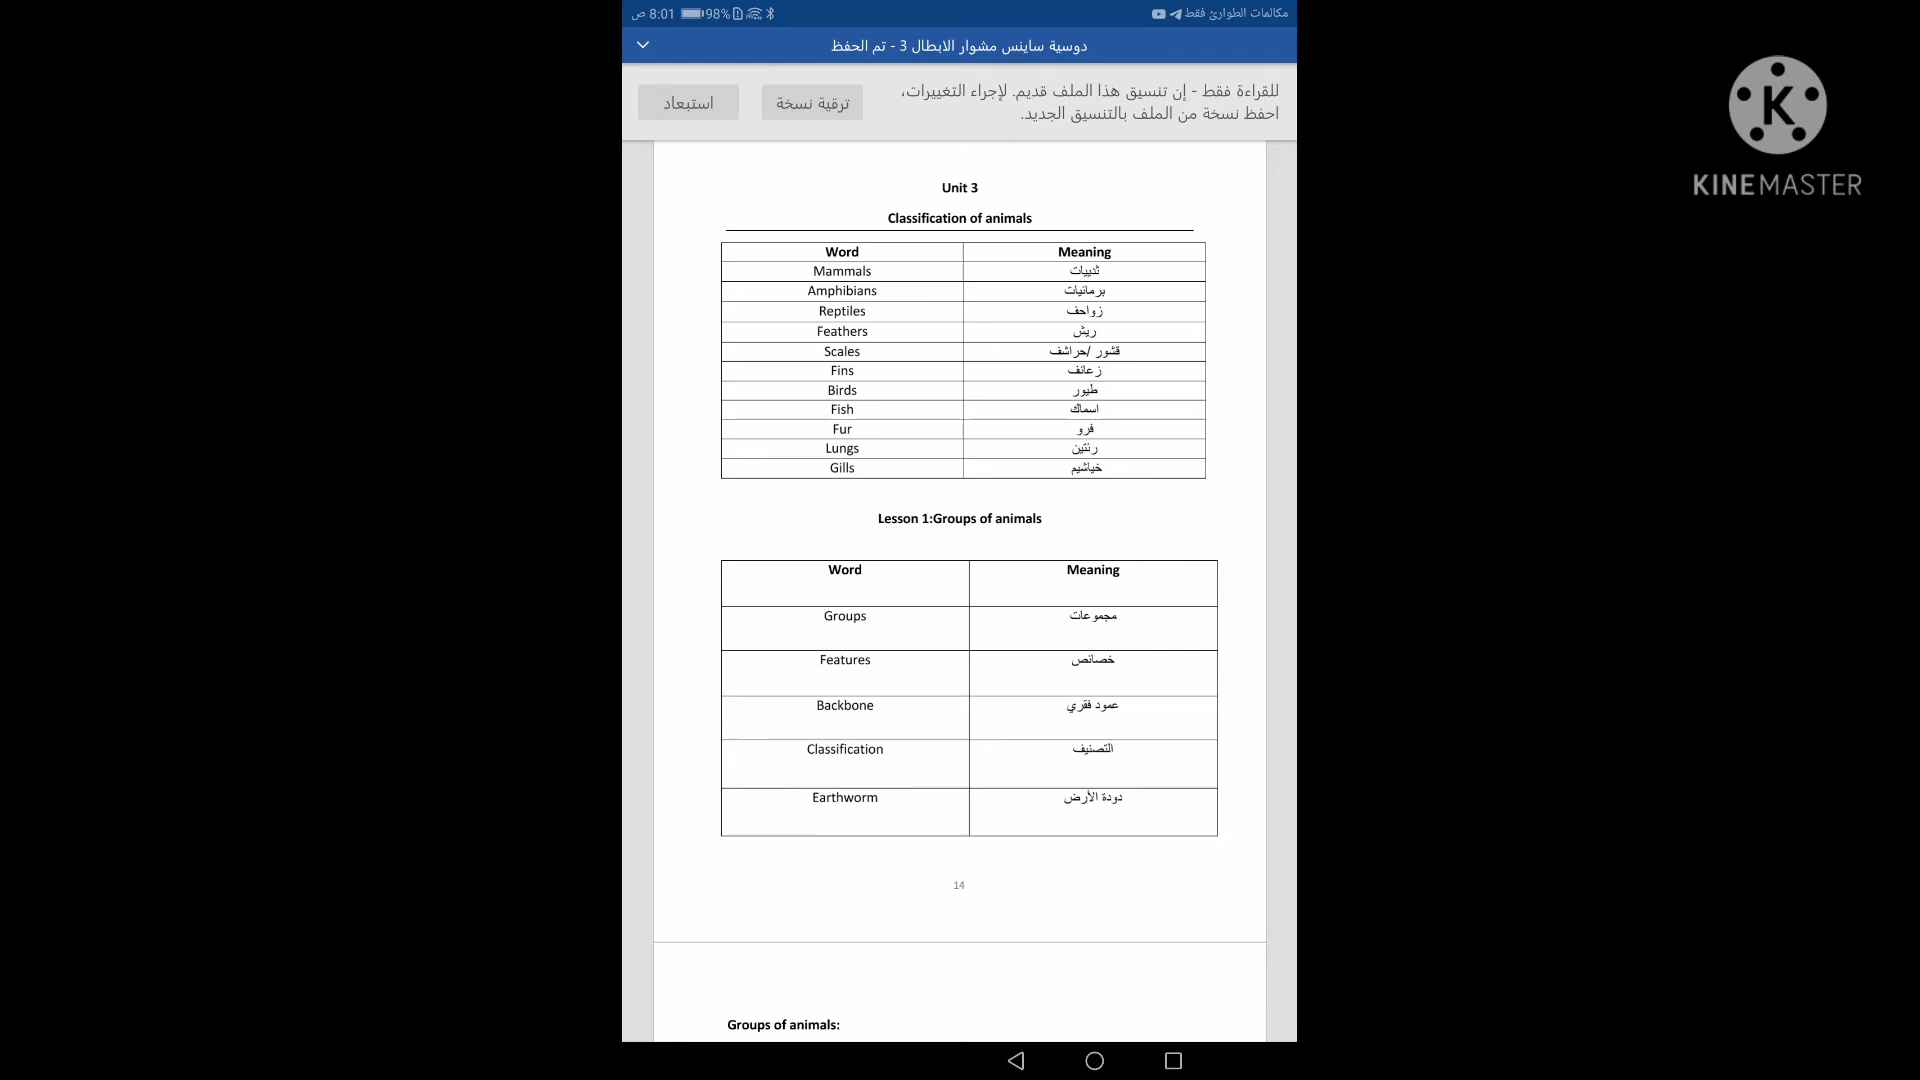 مكالمات الطوارئ فقط 98% 8:01 ص
دوسية ساينس مشوار الابطال 3 - تم الحفظ
للقراءة فقط - إن تنسيق هذا الملف قديم. لإجراء التغييرات،
احفظ نسخة من الملف بالتنسيق الجديد.
ترقية نسخة
استبعاد
K
KINEMASTER
Unit 3
Classification of animals
Word Meaning
Mammals ثدييات
Amphibians برمائيات
Reptiles زواحف
Feathers ريش
Scales قشور /حراشف
Fins زعانف
Birds طيور
Fish اسماك
Fur فرو
Lungs رئتين
Gills خياشيم
Lesson 1:Groups of animals
Word Meaning
Groups مجموعات
Features خصائص
Backbone عمود فقري
Classification التصنيف
Earthworm دودة الأرض
14
Groups of animals: